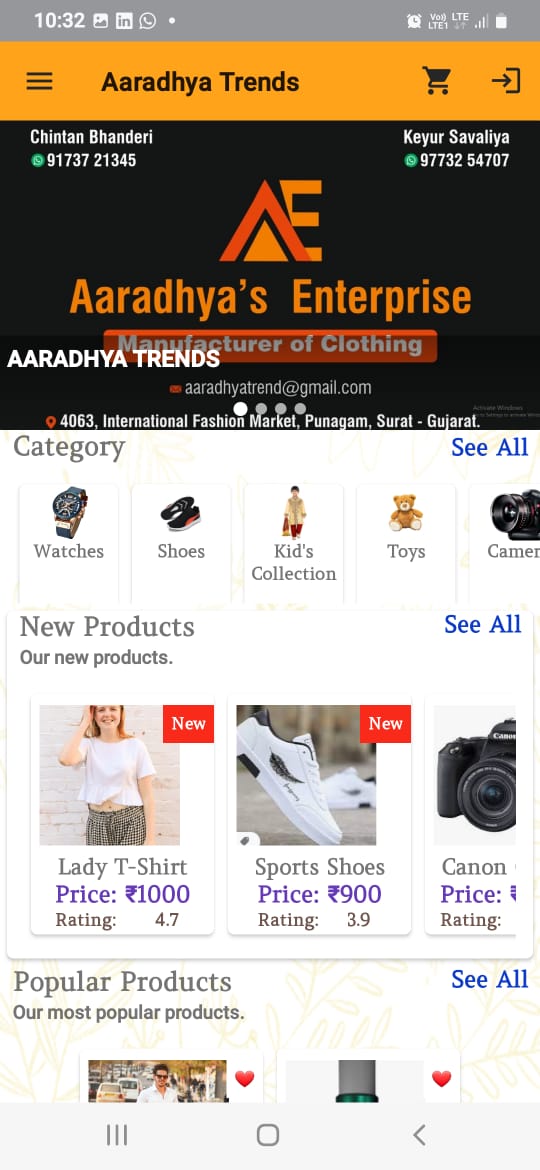 10:32
Vo)) LTE
LTE1
Aaradhya Trends
Chintan Bhanderi
Keyur Savaliya
91737 21345
97732 54707
Aaradhya's Enterprise
Manufacturer of Clothing
AARADHYA TRENDS
aaradhyatrend@gmail.com
Activate Windows
4063, International Fashion Market, Punagam, Surat - Gujarat.
Category
See All
Watches
Shoes
Kid's
Collection
Toys
Camer
New Products
See All
Our new products.
New
New
Canon
Lady T-Shirt
Sports Shoes
Canon
Price: ₹1000
Price: ₹900
Price: ₹
Rating: 4.7
Rating: 3.9
Rating:
Popular Products
See All
Our most popular products.